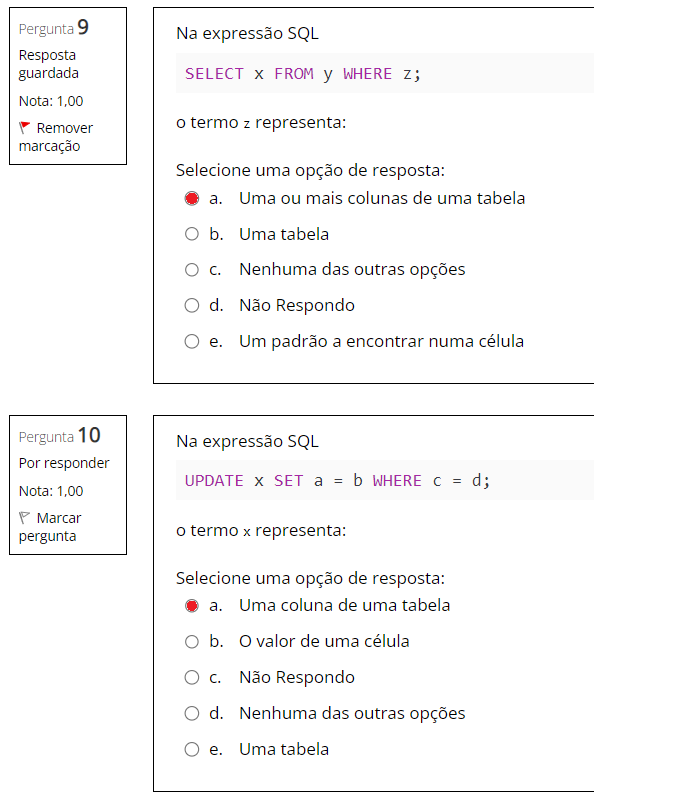 Pergunta 9
Resposta
guardada
Nota: 1,00
Remover
marcação
Na expressão SQL
SELECT x FROM y WHERE z;
o termo z representa:
Selecione uma opção de resposta:
a. Uma ou mais colunas de uma tabela
b. Uma tabela
c. Nenhuma das outras opções
d. Não Respondo
e. Um padrão a encontrar numa célula
Pergunta 10
Por responder
Nota: 1,00
Marcar
pergunta
Na expressão SQL
UPDATE x SET a = b WHERE c = d;
o termo x representa:
Selecione uma opção de resposta:
a. Uma coluna de uma tabela
b. O valor de uma célula
c. Não Respondo
d. Nenhuma das outras opções
e. Uma tabela